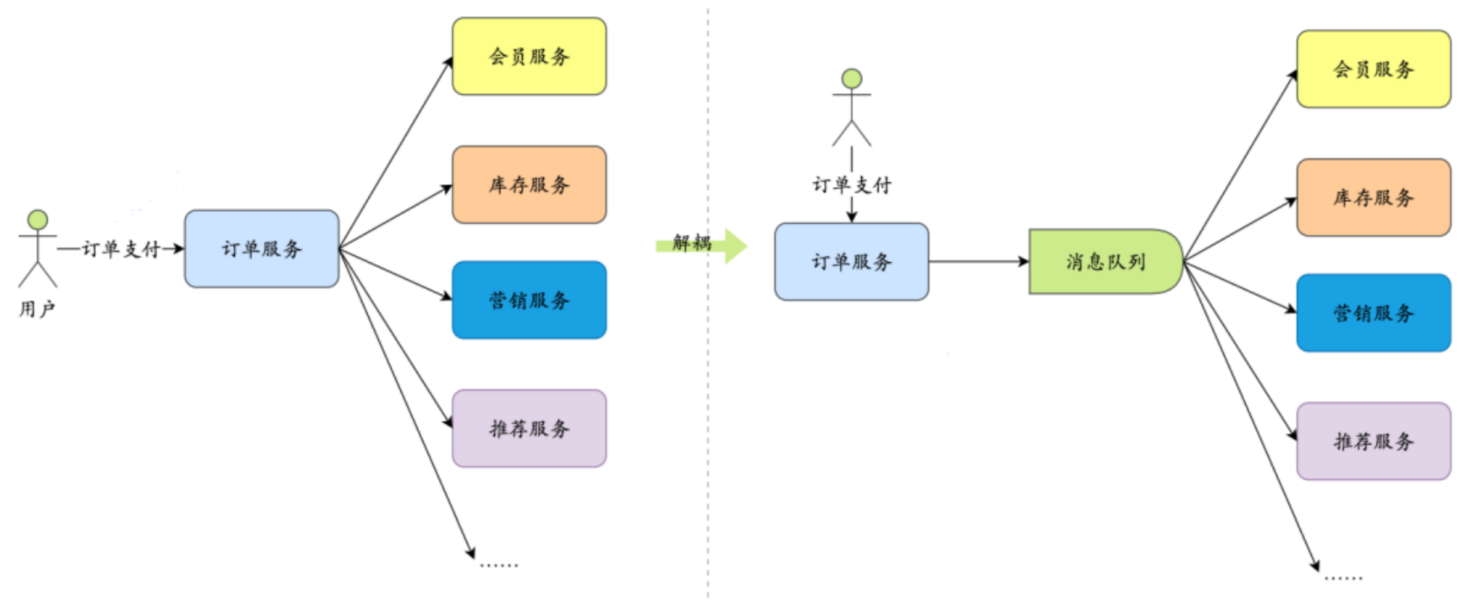 会员服务
库存服务
订单支付
订单服务
用户
营销服务
推荐服务
……
解耦
会员服务
订单支付
库存服务
订单服务
消息队列
营销服务
推荐服务
……